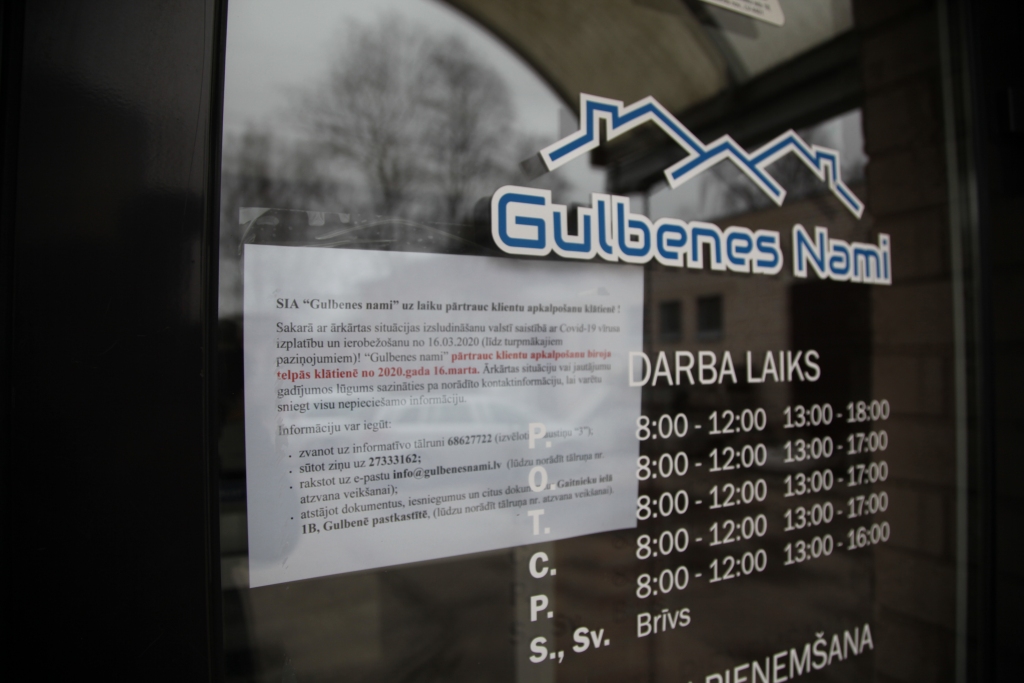 Gulbenes Nami
SIA “Gulbenes nami” uz laiku pārtrauc klientu apkalpošanu klātienē !
Sakarā ar ārkārtas situācijas izsludināšanu valstī saistībā ar Covid-19 vīrusa
izplatību un ierobežošanu no 16.03.2020 (līdz turpmākajiem
paziņojumiem)! “Gulbenes nami” pārtrauc klientu apkalpošanu biroja
telpās klātienē no 2020.gada 16.marta. Ārkārtas situāciju vai jautājumu
gadījumos lūgums sazināties pa norādīto kontaktinformāciju, lai varētu
sniegt visu nepieciešamo informāciju.
Informāciju var iegūt:
. zvanot uz informatīvo tālruni 68627722 (izvēloties “3”),
. sūtot ziņu uz 27333162;
. rakstot uz e-pastu info@gulbenesnami.lv (lūdzu norādīt tālruņa nr.
atzvana veikšanai);
. atstājot dokumentus, iesniegumus un citus Gaitnieku ielā
1B, Gulbenē pastkastītē, (lūdzu norādīt tālruņa nr. atzvana veikšanai).
DARBA LAIKS
P. 8:00 - 12:00 13:00 - 18:00
O. 8:00 - 12:00 13:00 - 17:00
T. 8:00 - 12:00 13:00 - 17:00
C. 8:00 - 12:00 13:00 - 17:00
P. 8:00 - 12:00 13:00 - 16:00
S., Sv. Brīvs
PIEŅEMŠANA